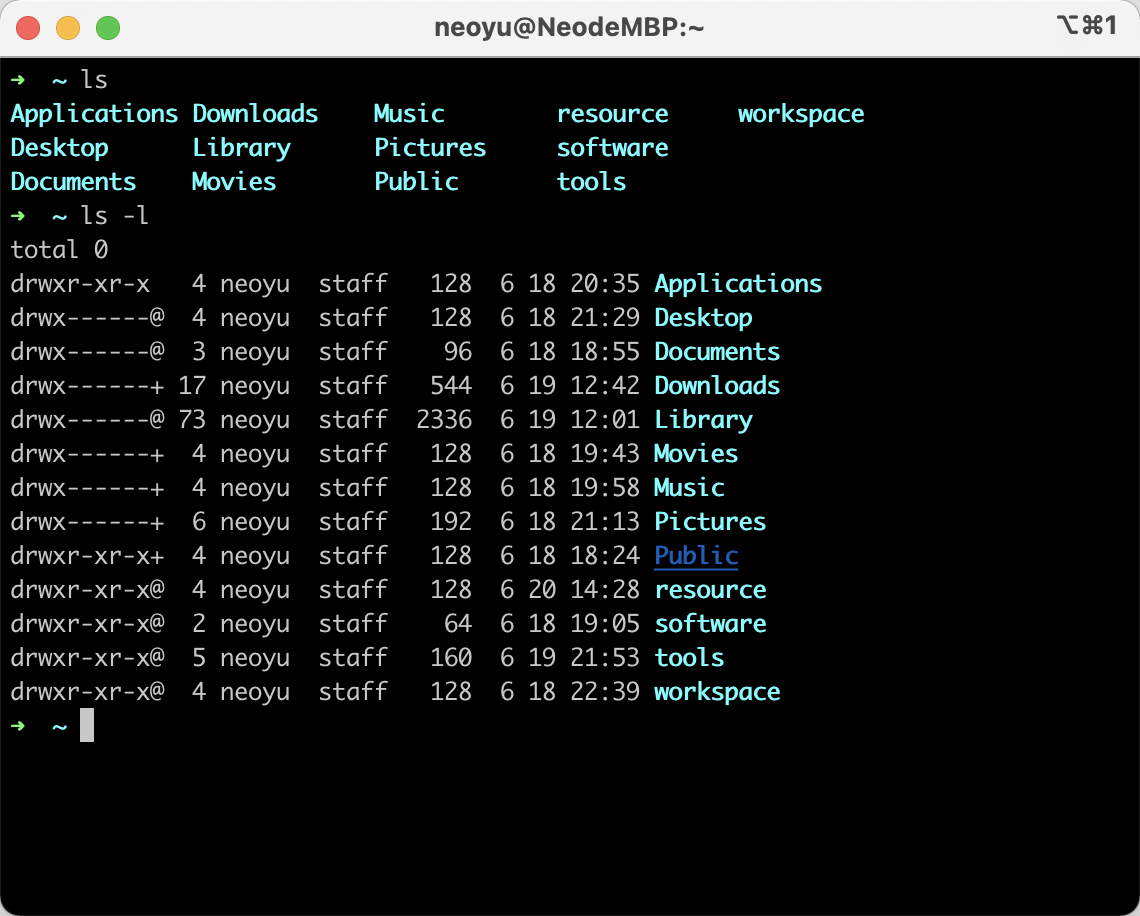 neoyu@NeodeMBP:~ ⌥⌘1
➜  ~ ls
Applications Downloads    Music        resource     workspace
Desktop      Library      Pictures     software
Documents    Movies       Public       tools
➜  ~ ls -l
total 0
drwxr-xr-x   4 neoyu  staff   128  6 18 20:35 Applications
drwx------@  4 neoyu  staff   128  6 18 21:29 Desktop
drwx------@  3 neoyu  staff    96  6 18 18:55 Documents
drwx------+ 17 neoyu  staff   544  6 19 12:42 Downloads
drwx------@ 73 neoyu  staff  2336  6 19 12:01 Library
drwx------+  4 neoyu  staff   128  6 18 19:43 Movies
drwx------+  4 neoyu  staff   128  6 18 19:58 Music
drwx------+  6 neoyu  staff   192  6 18 21:13 Pictures
drwxr-xr-x+  4 neoyu  staff   128  6 18 18:24 Public
drwxr-xr-x@  4 neoyu  staff   128  6 20 14:28 resource
drwxr-xr-x@  2 neoyu  staff    64  6 18 19:05 software
drwxr-xr-x@  5 neoyu  staff   160  6 19 21:53 tools
drwxr-xr-x@  4 neoyu  staff   128  6 18 22:39 workspace
➜  ~